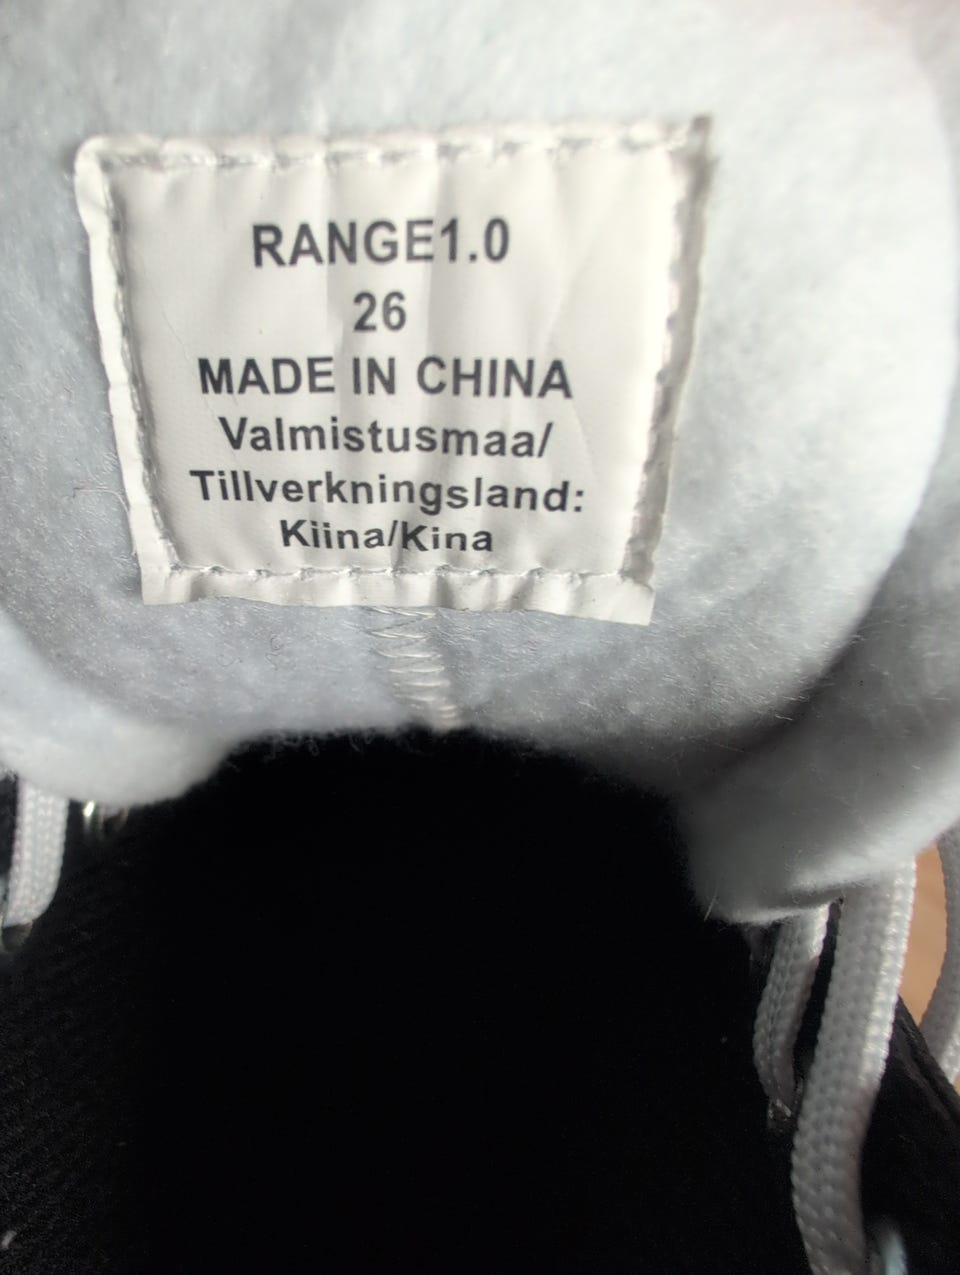 RANGE1.0
26
MADE IN CHINA
Valmistusmaa/
Tillverkningsland:
Kiina/Kina